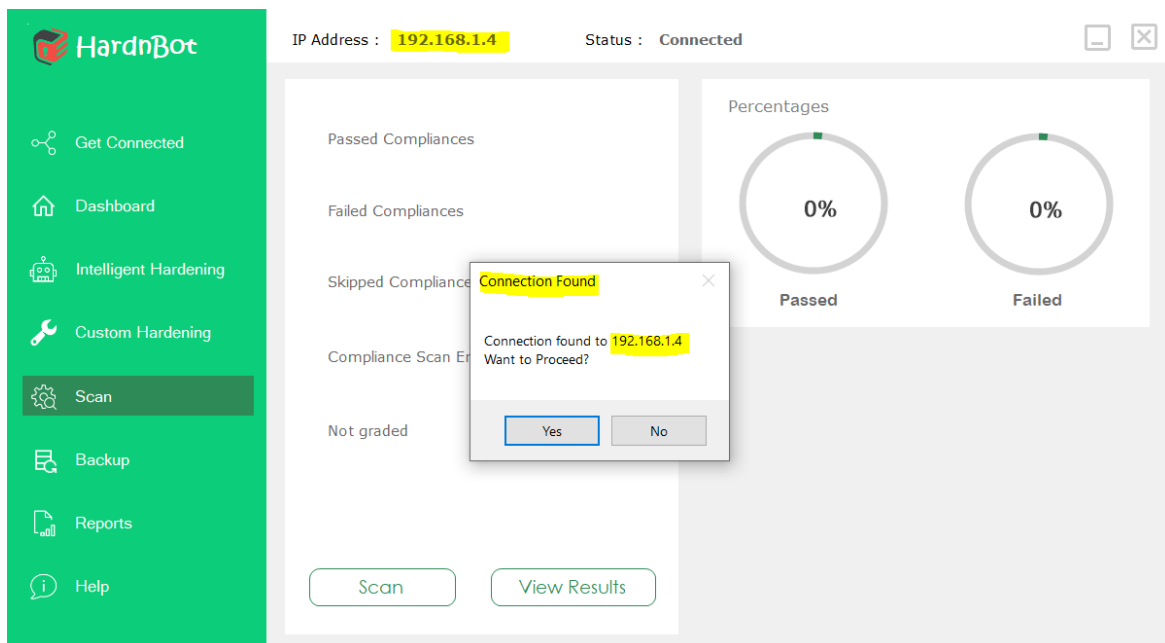 HardnBot
IP Address : 192.168.1.4 Status : Connected
Get Connected
Dashboard
Intelligent Hardening
Custom Hardening
Scan
Backup
Reports
Help
Passed Compliances
Failed Compliances
Skipped Compliance
Compliance Scan Er
Not graded
Scan View Results
Connection Found
Connection found to 192.168.1.4
Want to Proceed?
Yes No
Percentages
0% 0%
Passed Failed